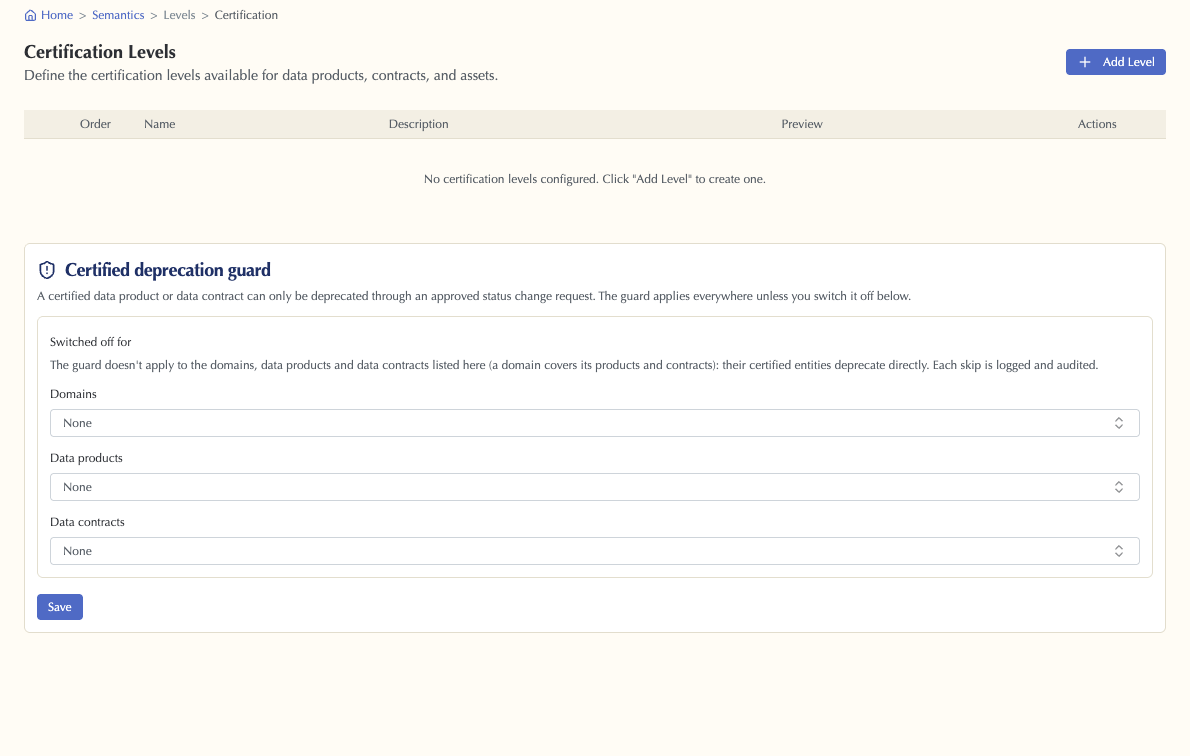 Home > Semantics > Levels > Certification
Certification Levels
Define the certification levels available for data products, contracts, and assets.
Add Level
Order Name Description Preview Actions
No certification levels configured. Click "Add Level" to create one.
Certified deprecation guard
A certified data product or data contract can only be deprecated through an approved status change request. The guard applies everywhere unless you switch it off below.
Switched off for
The guard doesn't apply to the domains, data products and data contracts listed here (a domain covers its products and contracts): their certified entities deprecate directly. Each skip is logged and audited.
Domains
None
Data products
None
Data contracts
None
Save